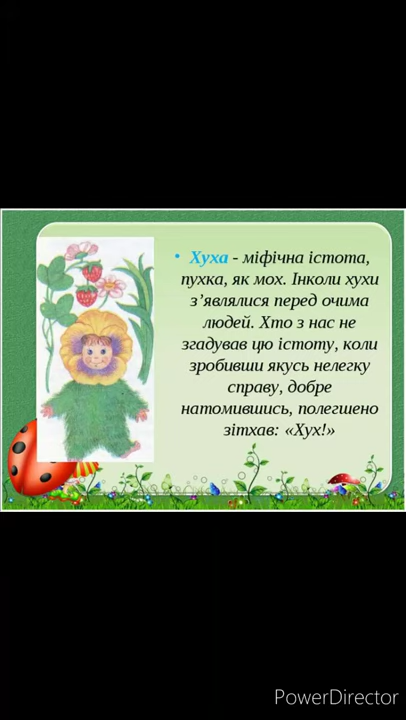 • Хуха - міфічна істота,
пухка, як мох. Інколи хухи
з’являлися перед очима
людей. Хто з нас не
згадував цю істоту, коли
зробивши якусь нелегку
справу, добре
натомившись, полегшено
зітхав: «Хух!»
PowerDirector